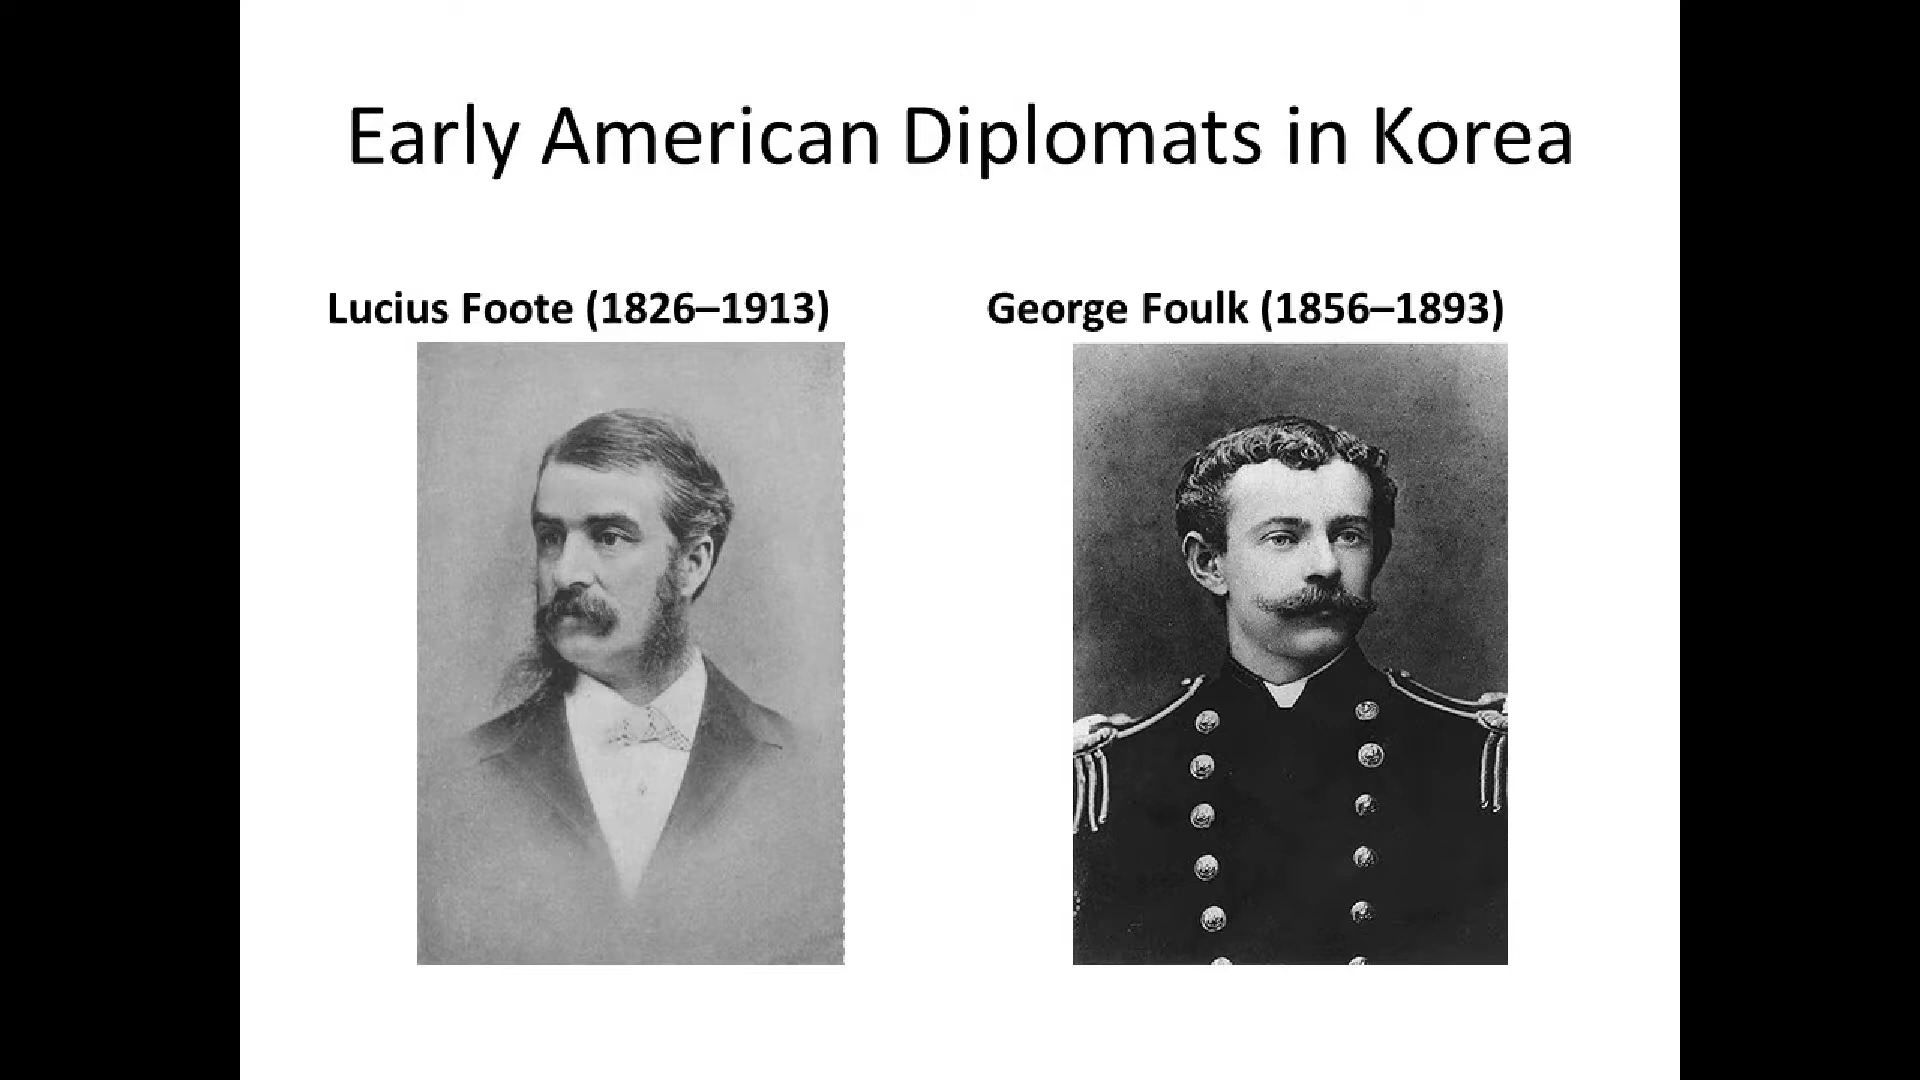 Early American Diplomats in Korea
Lucius Foote (1826–1913)
George Foulk (1856–1893)